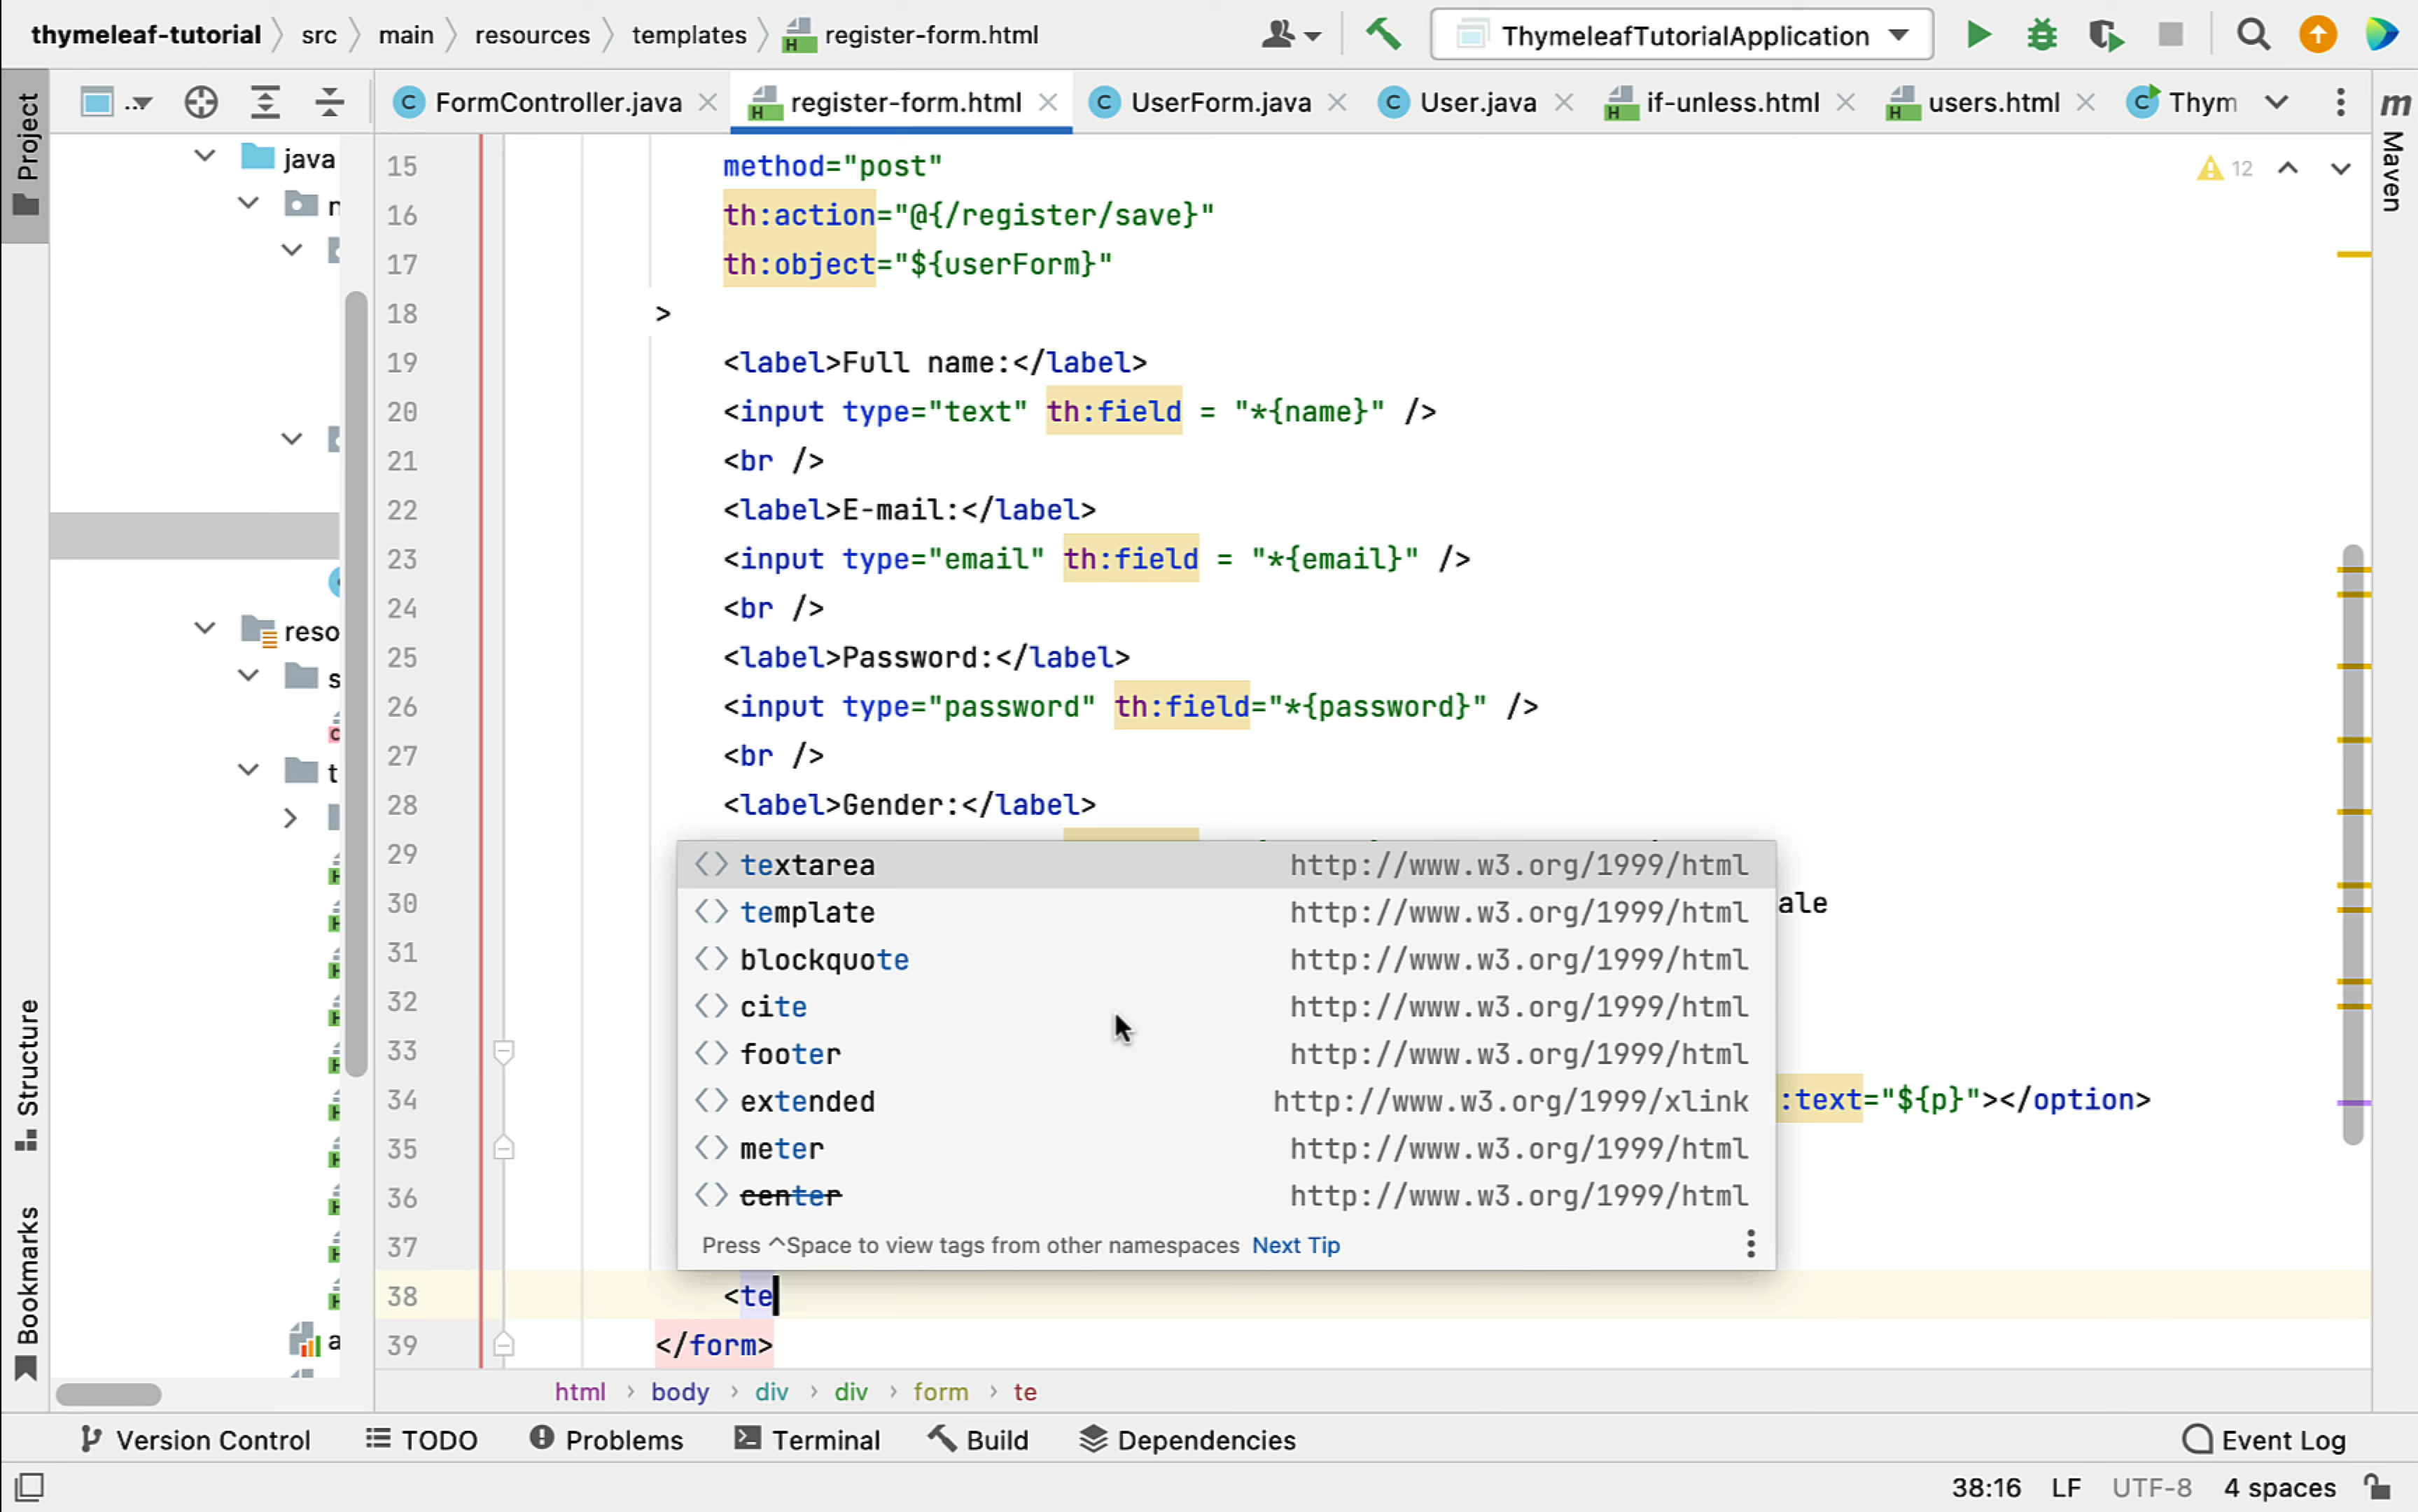 thymeleaf-tutorial src main resources templates register-form.html ThymeleafTutorialApplication
FormController.java register-form.html UserForm.java User.java if-unless.html users.html Thym
Project
Structure
Bookmarks
java
reso
s
t
a
15 method="post"
16 th:action="@{/register/save}"
17 th:object="${userForm}"
18 >
19 <label>Full name:</label>
20 <input type="text" th:field = "*{name}" />
21 <br />
22 <label>E-mail:</label>
23 <input type="email" th:field = "*{email}" />
24 <br />
25 <label>Password:</label>
26 <input type="password" th:field="*{password}" />
27 <br />
28 <label>Gender:</label>
29
30 ale
31
32
33
34 :text="${p}"></option>
35
36
37
38 <te
39 </form>
textarea http://www.w3.org/1999/html
template http://www.w3.org/1999/html
blockquote http://www.w3.org/1999/html
cite http://www.w3.org/1999/html
footer http://www.w3.org/1999/html
extended http://www.w3.org/1999/xlink
meter http://www.w3.org/1999/html
center http://www.w3.org/1999/html
Press ^Space to view tags from other namespaces Next Tip
12
m Maven
html body div div form te
Version Control TODO Problems Terminal Build Dependencies Event Log
38:16 LF UTF-8 4 spaces